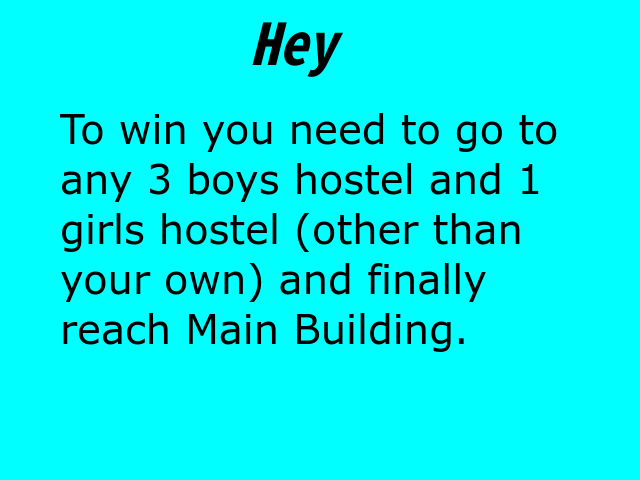 Hey
To win you need to go to
any 3 boys hostel and 1
girls hostel (other than
your own) and finally
reach Main Building.